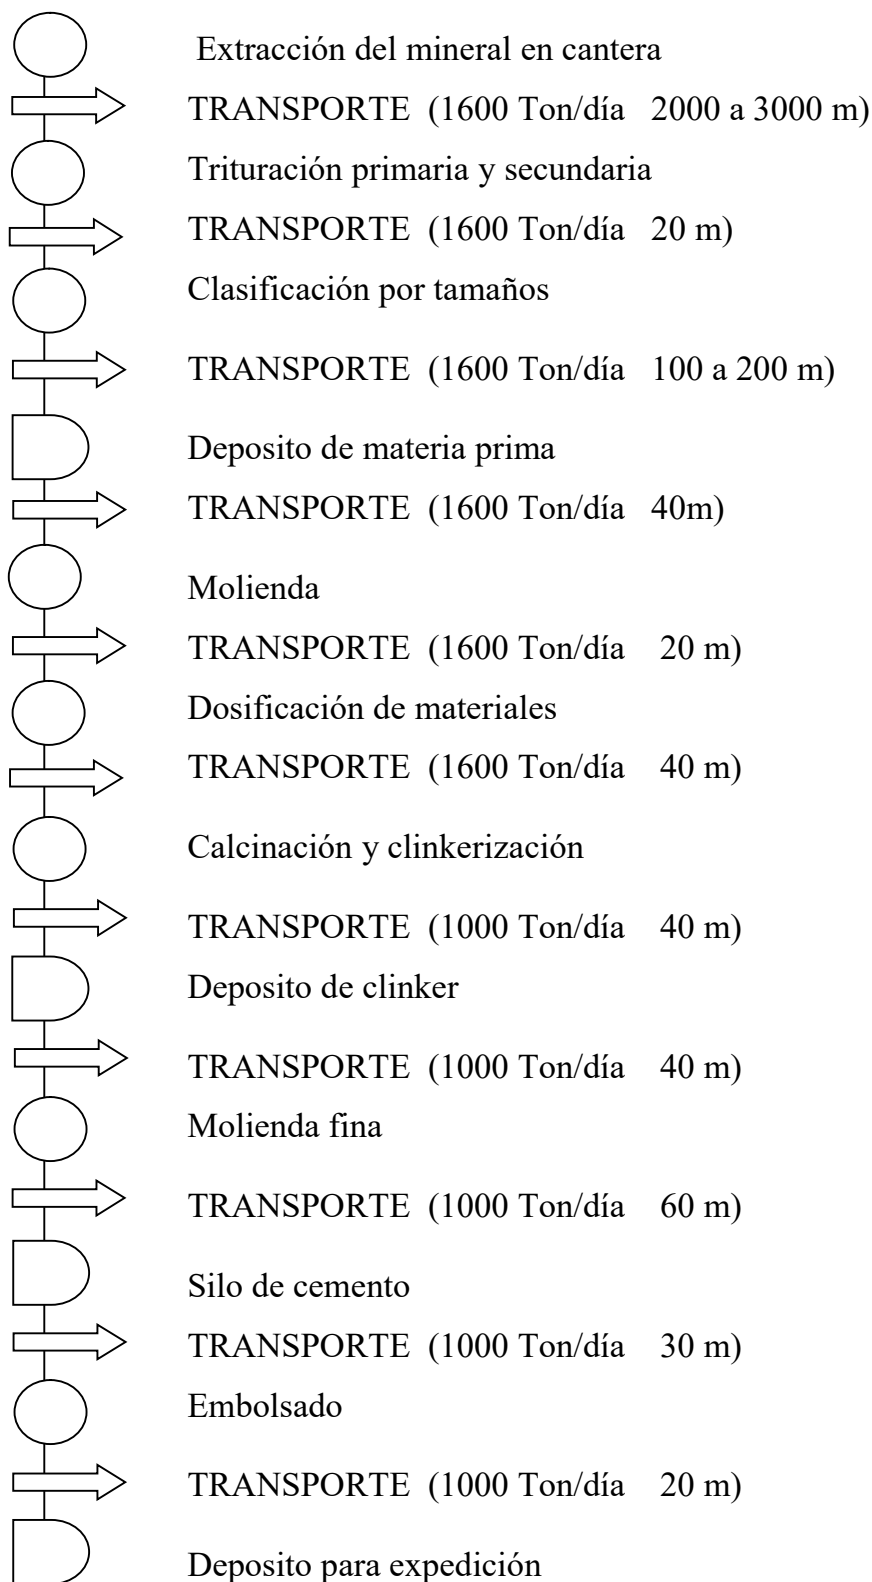 Extracción del mineral en cantera
TRANSPORTE (1600 Ton/día 2000 a 3000 m)
Trituración primaria y secundaria
TRANSPORTE (1600 Ton/día 20 m)
Clasificación por tamaños
TRANSPORTE (1600 Ton/día 100 a 200 m)
Deposito de materia prima
TRANSPORTE (1600 Ton/día 40m)
Molienda
TRANSPORTE (1600 Ton/día 20 m)
Dosificación de materiales
TRANSPORTE (1600 Ton/día 40 m)
Calcinación y clinkerización
TRANSPORTE (1000 Ton/día 40 m)
Deposito de clinker
TRANSPORTE (1000 Ton/día 40 m)
Molienda fina
TRANSPORTE (1000 Ton/día 60 m)
Silo de cemento
TRANSPORTE (1000 Ton/día 30 m)
Embolsado
TRANSPORTE (1000 Ton/día 20 m)
Deposito para expedición